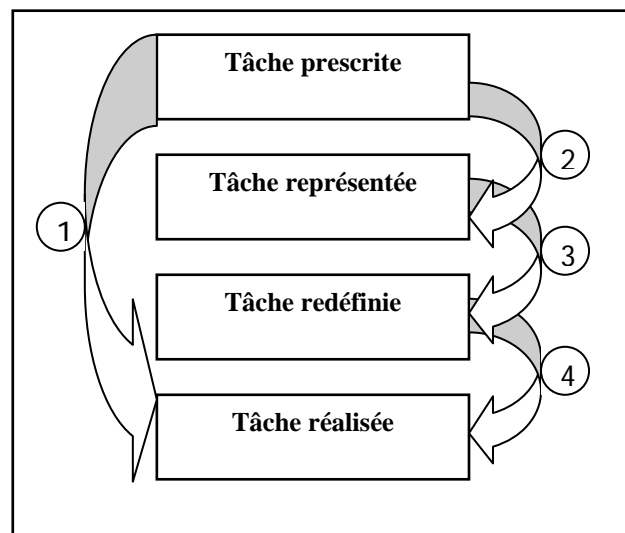 Tâche prescrite
2
Tâche représentée
1
3
Tâche redéfinie
4
Tâche réalisée